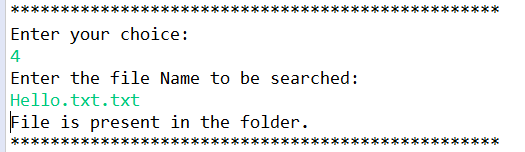 *************************************************
Enter your choice:
4
Enter the file Name to be searched:
Hello.txt.txt
File is present in the folder.
*************************************************